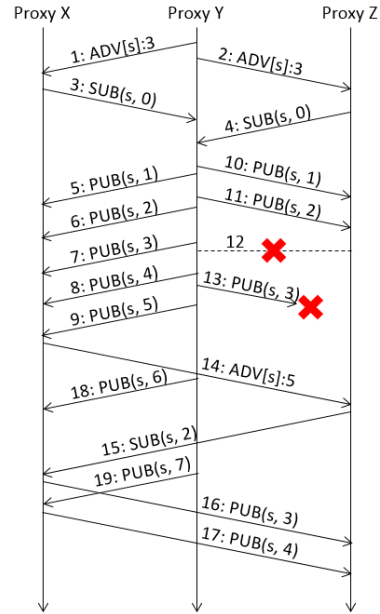 Proxy X Proxy Y Proxy Z
1: ADV[s]:3
2: ADV[s]:3
3: SUB(s, 0)
4: SUB(s, 0)
5: PUB(s, 1)
10: PUB(s, 1)
6: PUB(s, 2)
11: PUB(s, 2)
7: PUB(s, 3)
12
8: PUB(s, 4)
13: PUB(s, 3)
9: PUB(s, 5)
14: ADV[s]:5
18: PUB(s, 6)
15: SUB(s, 2)
19: PUB(s, 7)
16: PUB(s, 3)
17: PUB(s, 4)